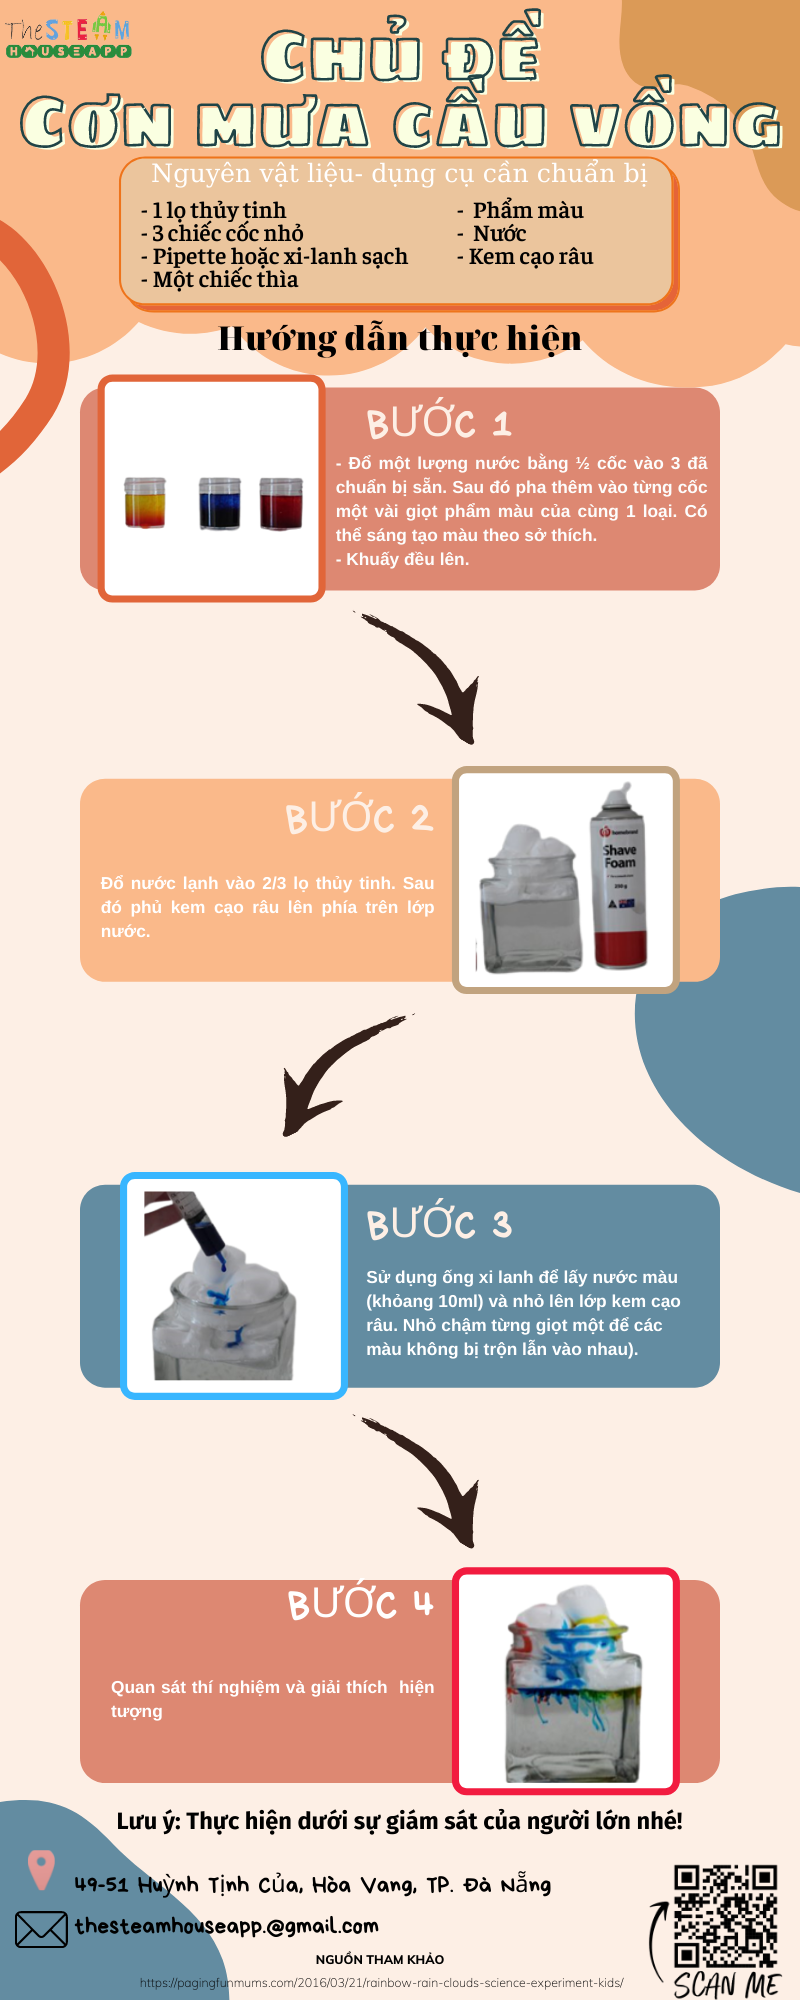 TheSTEAM
HOUSEAPP
CHỦ ĐỀ
CƠN MƯA CẦU VỒNG
Nguyên vật liệu- dụng cụ cần chuẩn bị
- 1 lọ thủy tinh
- 3 chiếc cốc nhỏ
- Pipette hoặc xi-lanh sạch
- Một chiếc thìa
- Phẩm màu
- Nước
- Kem cạo râu
Hướng dẫn thực hiện
BƯỚC 1
- Đổ một lượng nước bằng ½ cốc vào 3 đã
chuẩn bị sẵn. Sau đó pha thêm vào từng cốc
một vài giọt phẩm màu của cùng 1 loại. Có
thể sáng tạo màu theo sở thích.
- Khuấy đều lên.
BƯỚC 2
Đổ nước lạnh vào 2/3 lọ thủy tinh. Sau
đó phủ kem cạo râu lên phía trên lớp
nước.
homebrand
Shave
Foam
250 g
BƯỚC 3
Sử dụng ống xi lanh để lấy nước màu
(khỏang 10ml) và nhỏ lên lớp kem cạo
râu. Nhỏ chậm từng giọt một để các
màu không bị trộn lẫn vào nhau).
BƯỚC 4
Quan sát thí nghiệm và giải thích  hiện
tượng
Lưu ý: Thực hiện dưới sự giám sát của người lớn nhé!
49-51 Huỳnh Tịnh Của, Hòa Vang, TP. Đà Nẵng
thesteamhouseapp.@gmail.com
NGUỒN THAM KHẢO
https://pagingfunmums.com/2016/03/21/rainbow-rain-clouds-science-experiment-kids/
SCAN ME